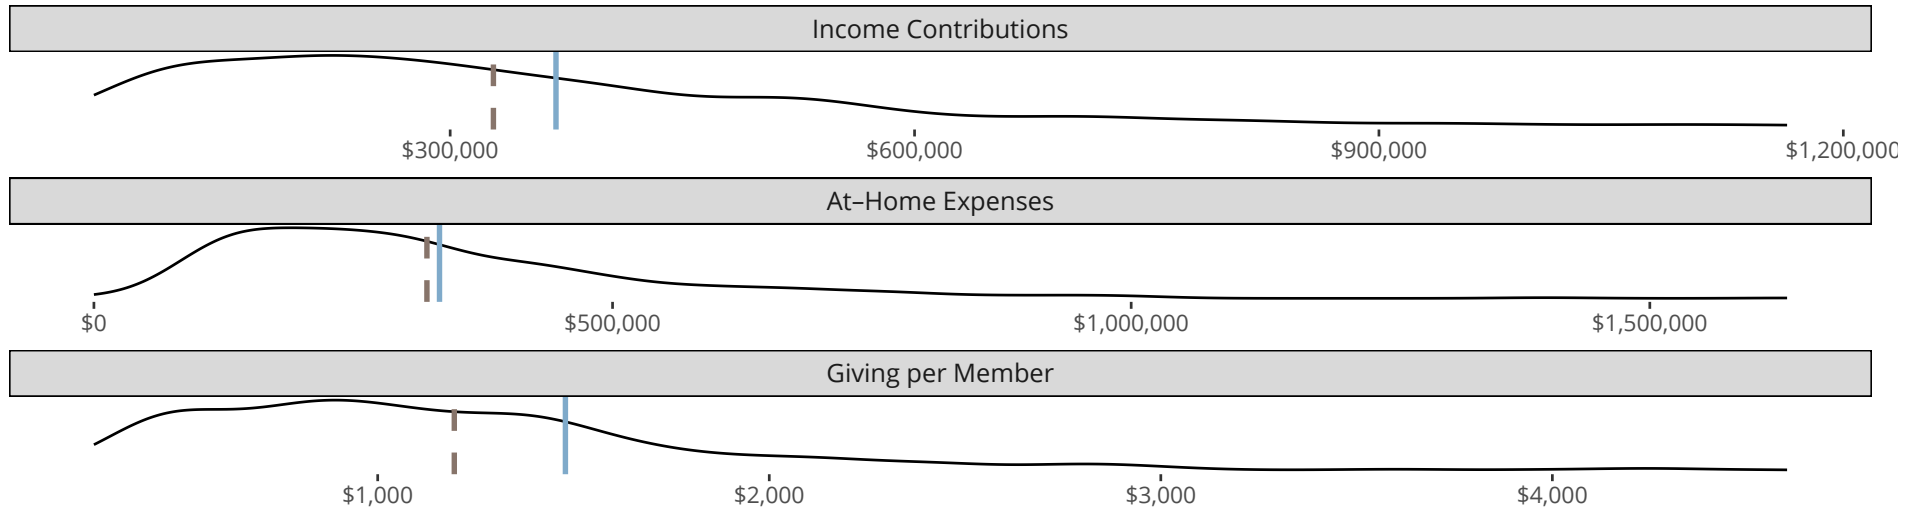 Income Contributions
$300,000 $600,000 $900,000 $1,200,000
At–Home Expenses
$0 $500,000 $1,000,000 $1,500,000
Giving per Member
$1,000 $2,000 $3,000 $4,000